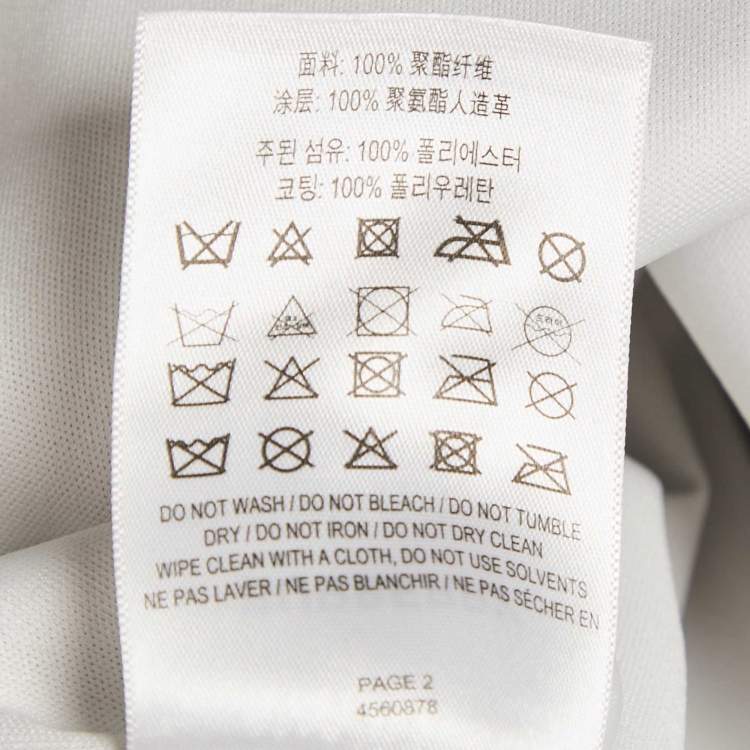 面料: 100% 聚酯纤维
涂层: 100% 聚氨酯人造革
주된 섬유: 100% 폴리에스터
코팅: 100% 폴리우레탄
드라이
DO NOT WASH / DO NOT BLEACH / DO NOT TUMBLE
DRY / DO NOT IRON / DO NOT DRY CLEAN
WIPE CLEAN WITH A CLOTH, DO NOT USE SOLVENTS
NE PAS LAVER / NE PAS BLANCHIR / NE PAS SÉCHER EN
PAGE 2
4560878